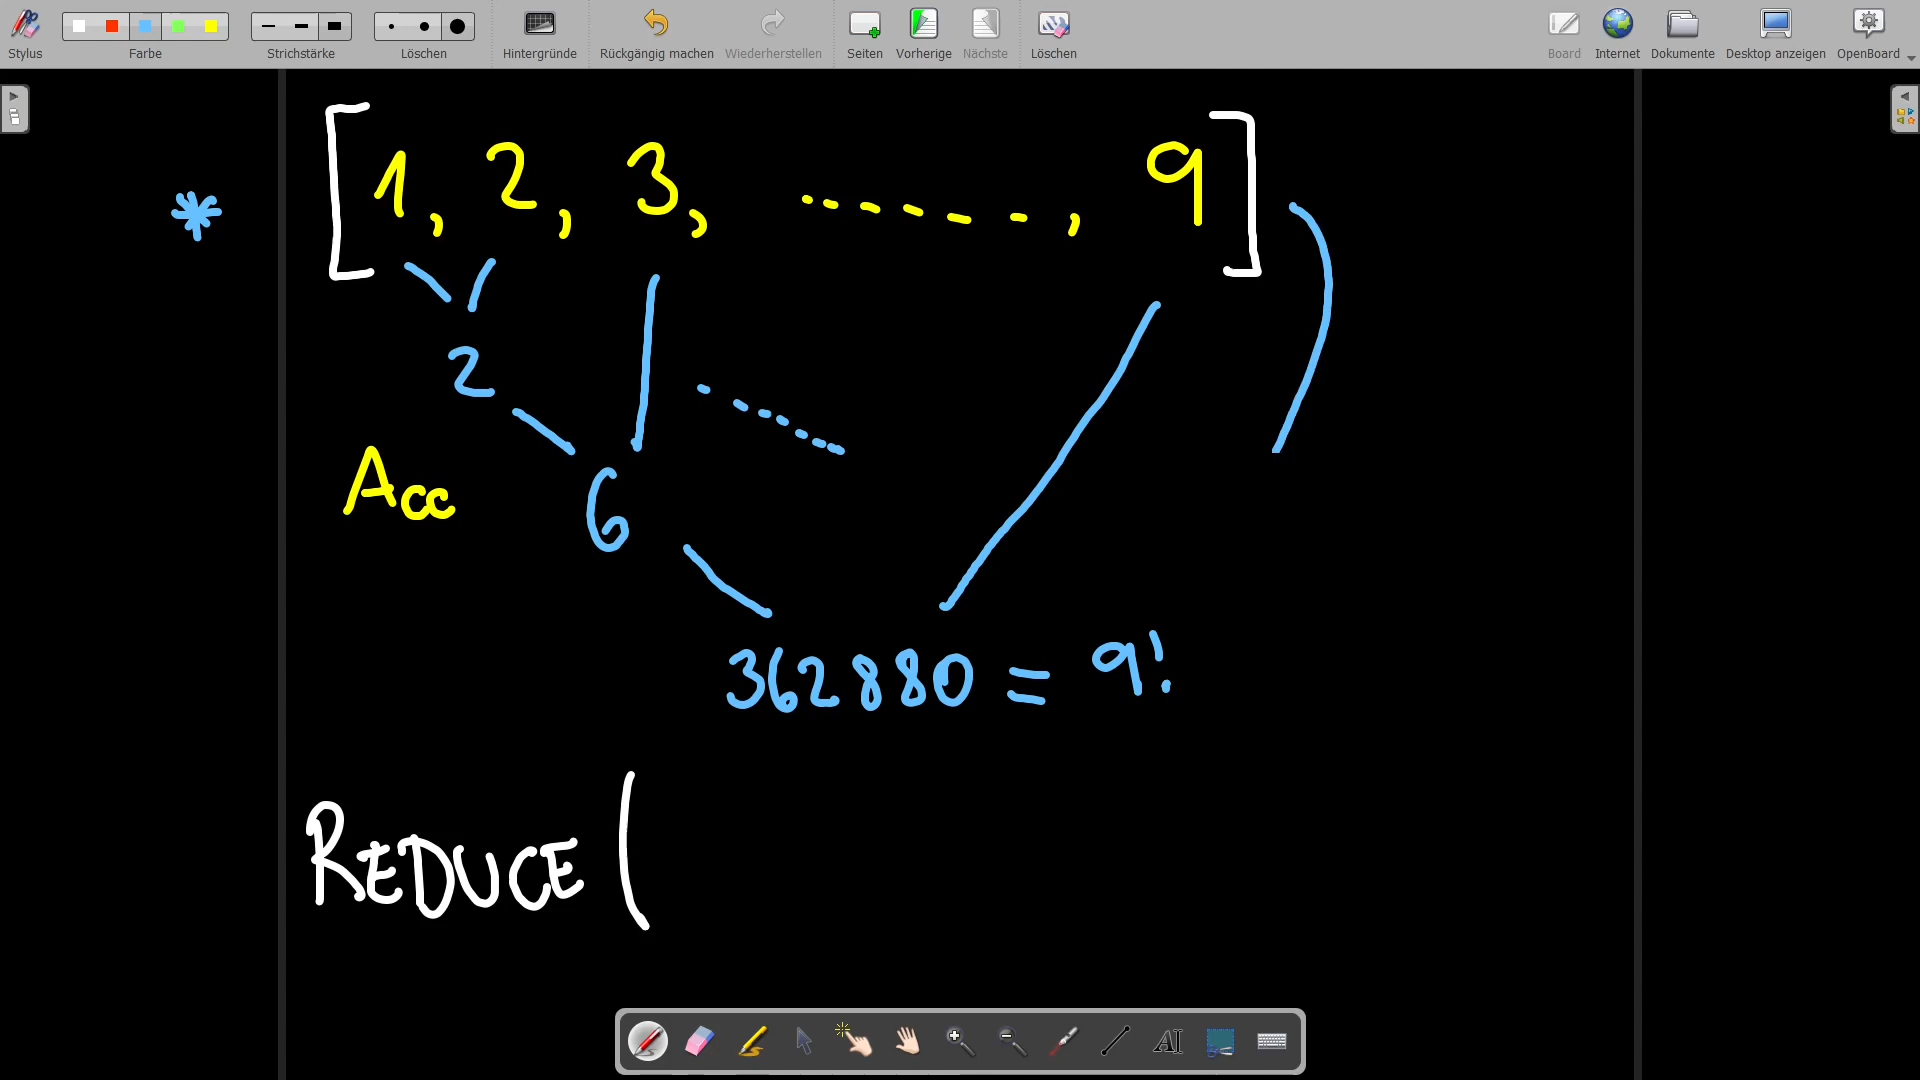 Stylus Farbe Strichstärke Löschen Hintergründe Rückgängig machen Wiederherstellen Seiten Vorherige Nächste Löschen Board Internet Dokumente Desktop anzeigen OpenBoard
* [1, 2, 3, ------, 9]
2
Acc 6
362880 = 9!
REDUCE (
AI